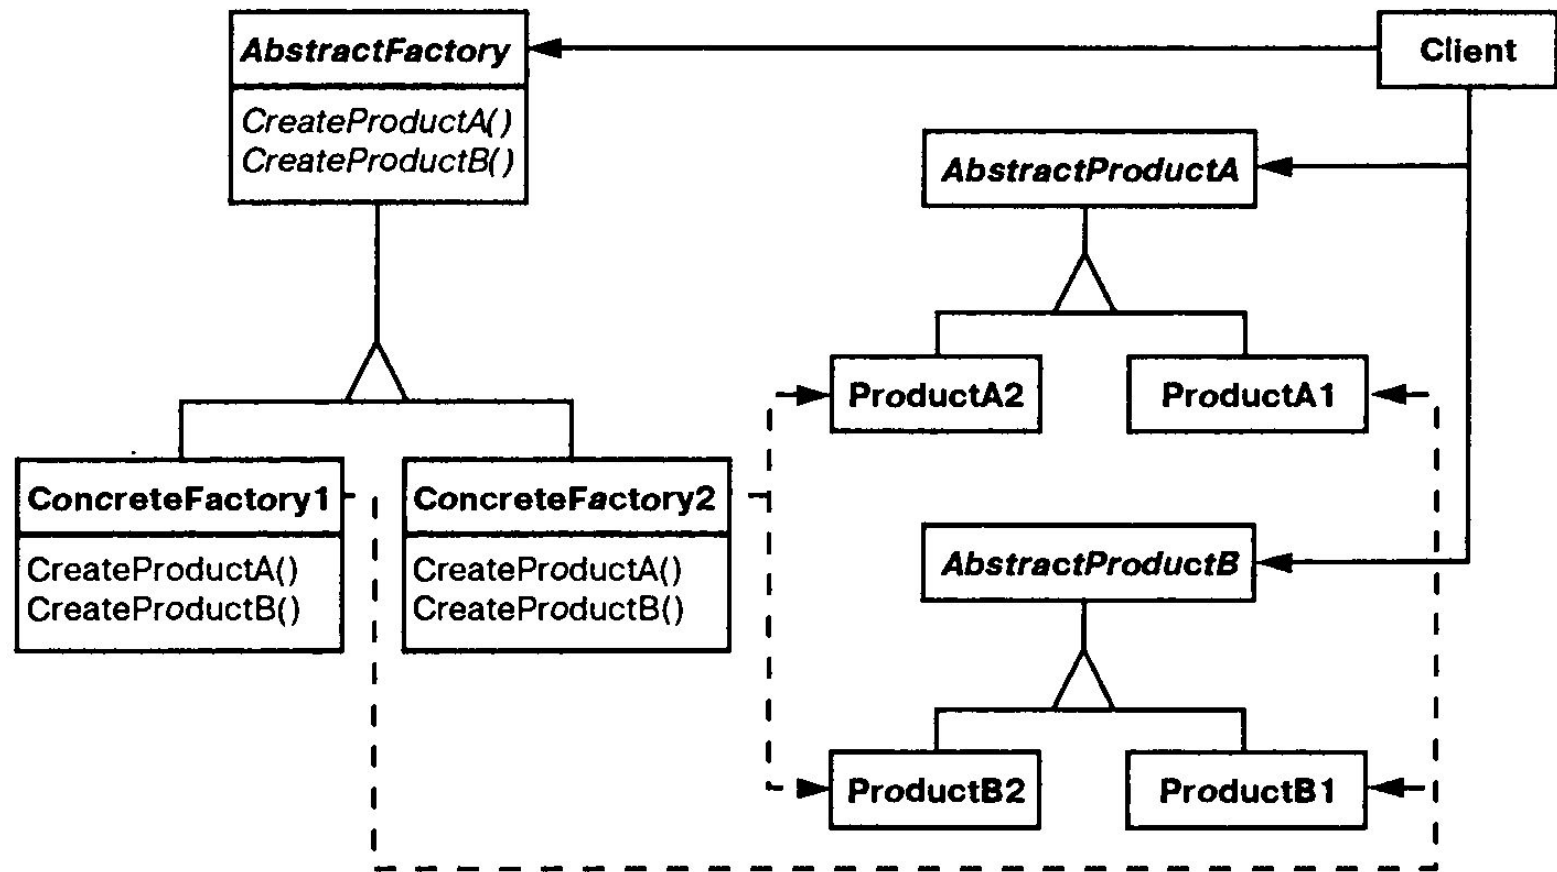 AbstractFactory
CreateProductA()
CreateProductB()
Client
AbstractProductA
ProductA2
ProductA1
ConcreteFactory1
CreateProductA()
CreateProductB()
ConcreteFactory2
CreateProductA()
CreateProductB()
AbstractProductB
ProductB2
ProductB1